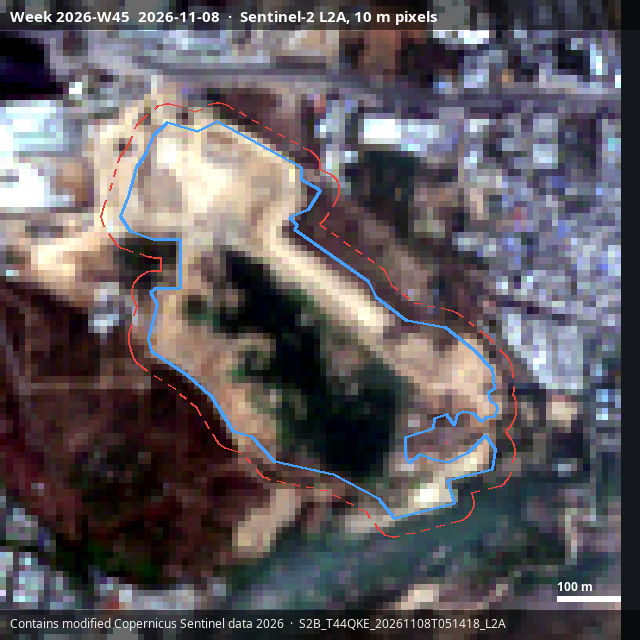 Week 2026-W45  2026-11-08  ·  Sentinel-2 L2A, 10 m pixels
100 m
Contains modified Copernicus Sentinel data 2026  ·  S2B_T44QKE_20261108T051418_L2A